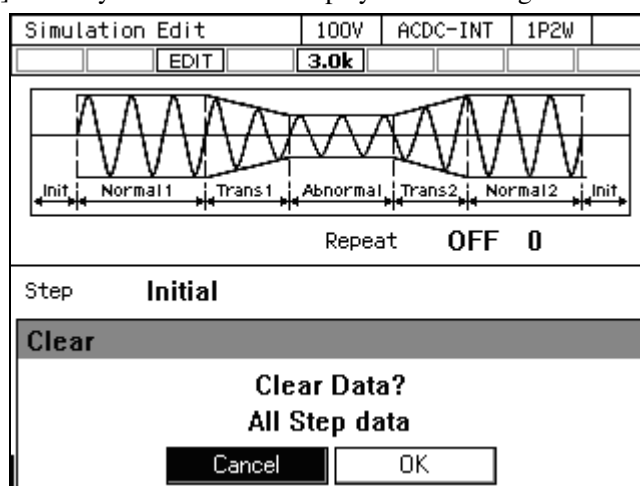 Simulation Edit 100V ACDC-INT 1P2W
EDIT 3.0k
Init Normal1 Trans1 Abnormal Trans2 Normal2 Init
Repeat OFF 0
Step Initial
Clear
Clear Data?
All Step data
Cancel OK